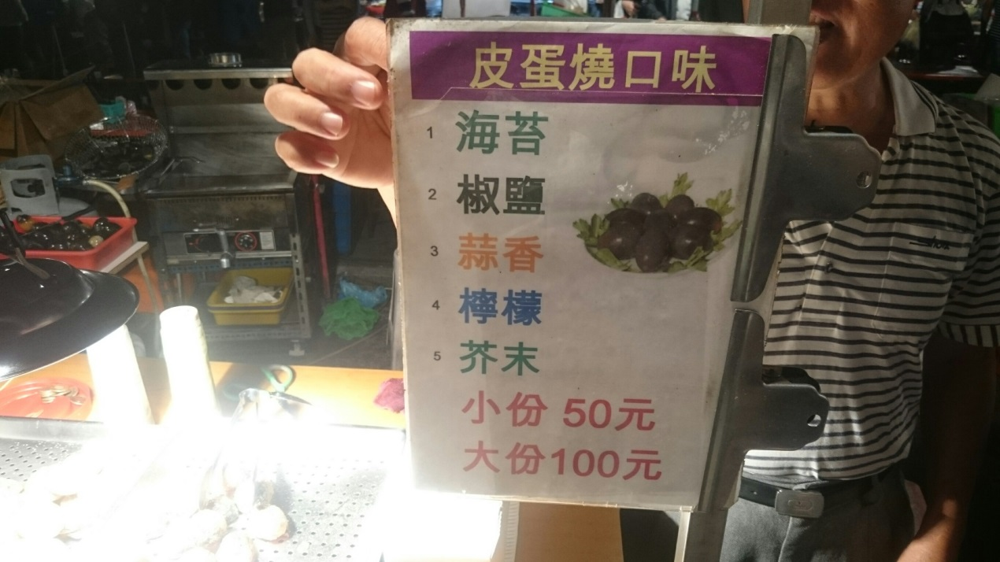 皮蛋燒口味
1 海苔
2 椒鹽
3 蒜香
4 檸檬
5 芥末
小份 50元
大份100元